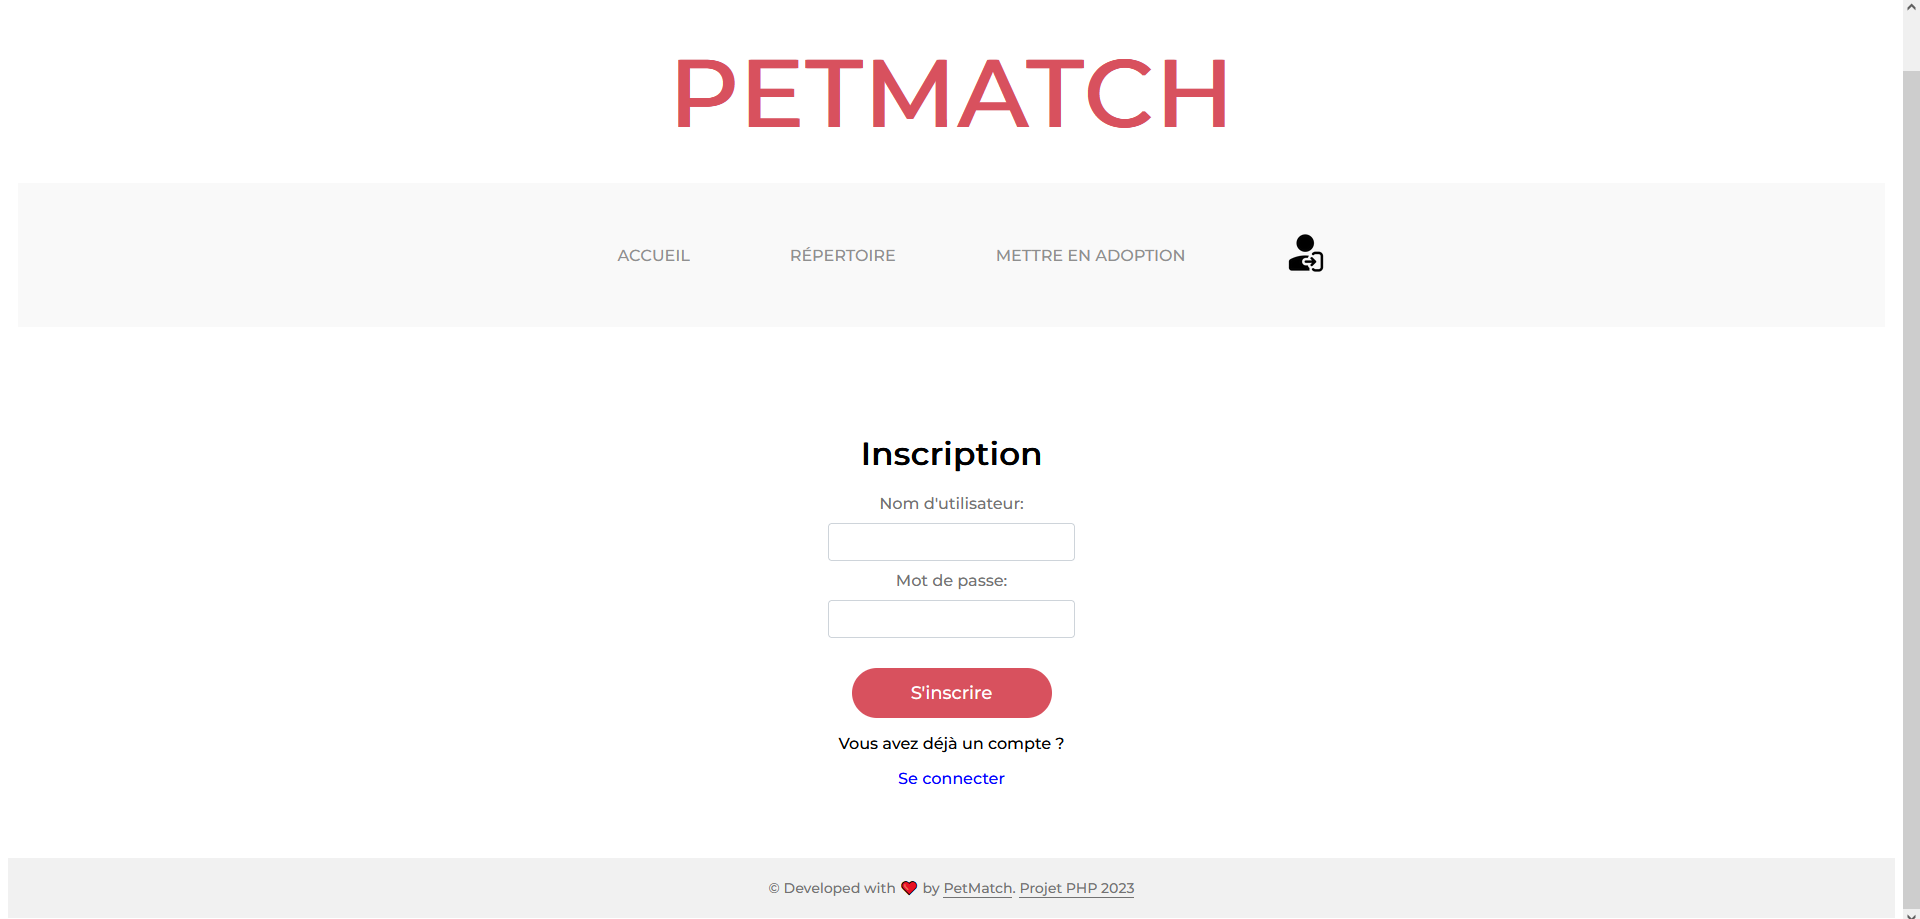 PETMATCH
ACCUEIL RÉPERTOIRE METTRE EN ADOPTION
Inscription
Nom d'utilisateur:
Mot de passe:
S'inscrire
Vous avez déjà un compte ?
Se connecter
© Developed with ❤ by PetMatch. Projet PHP 2023